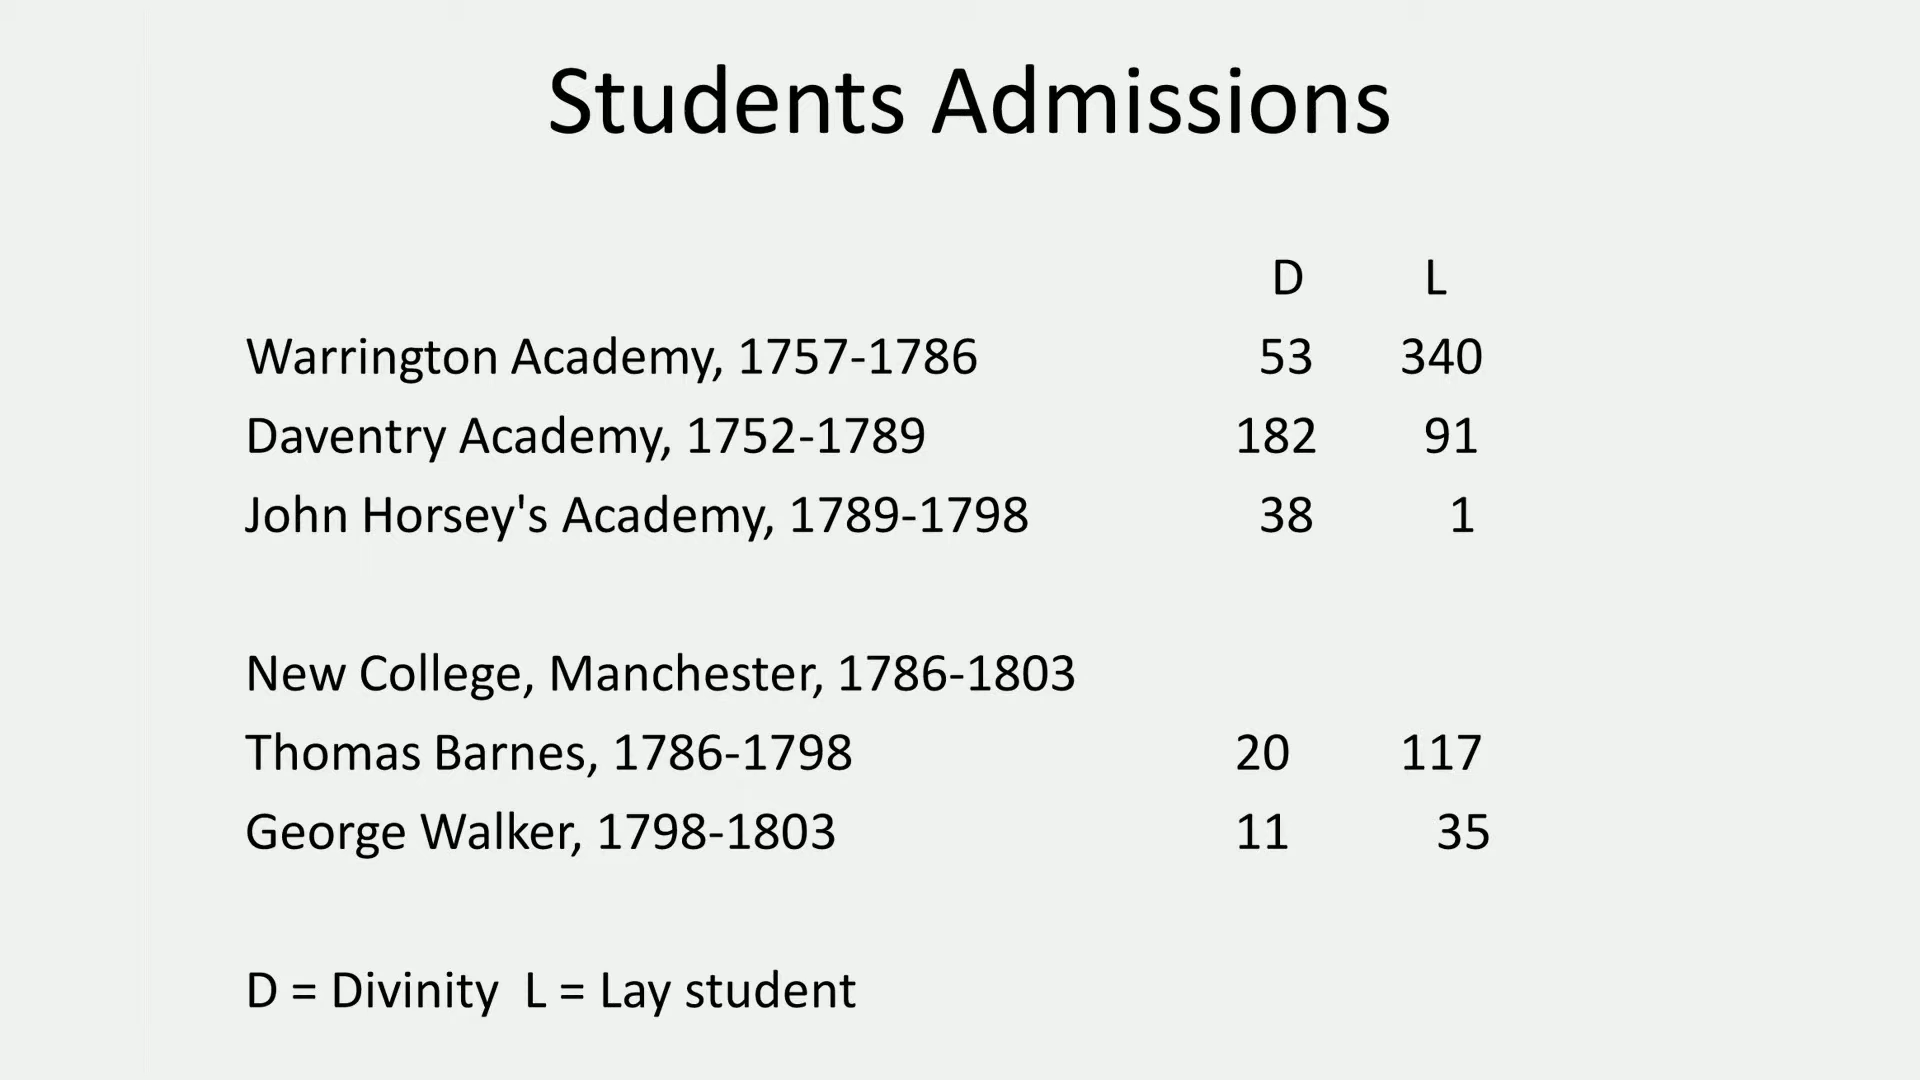 Students Admissions
D L
Warrington Academy, 1757-1786 53 340
Daventry Academy, 1752-1789 182 91
John Horsey's Academy, 1789-1798 38 1
New College, Manchester, 1786-1803
Thomas Barnes, 1786-1798 20 117
George Walker, 1798-1803 11 35
D = Divinity L = Lay student